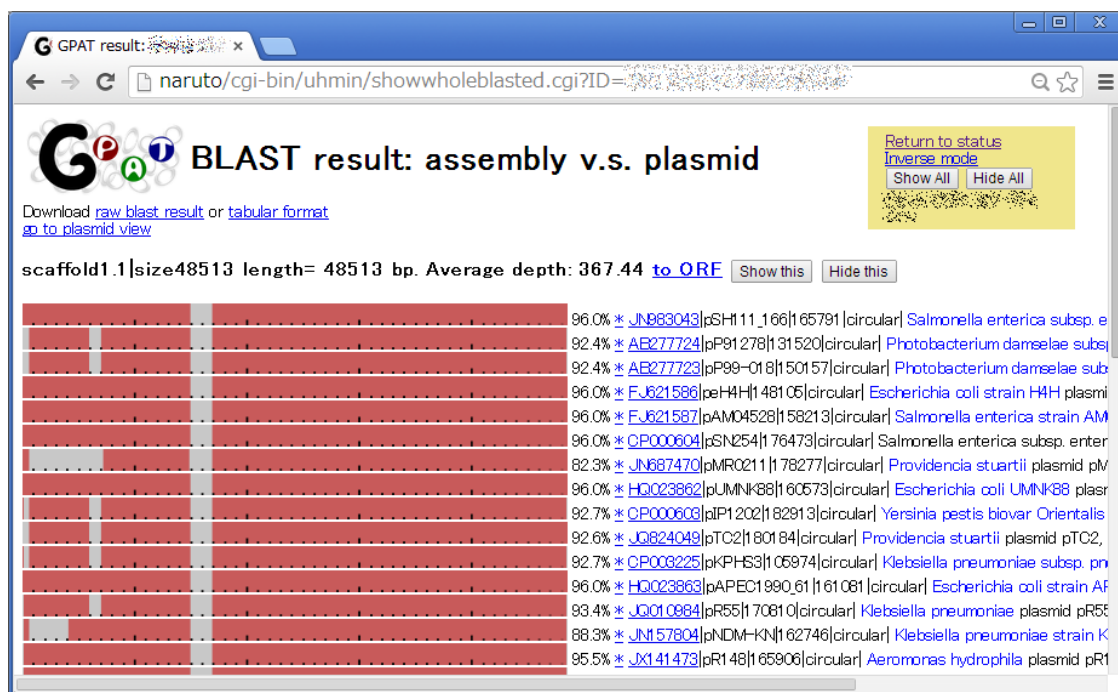 GPAT result:
naruto/cgi-bin/uhmin/showwholeblasted.cgi?ID=
GPAT BLAST result: assembly v.s. plasmid
Return to status
Inverse mode
Show All Hide All
Download raw blast result or tabular format
go to plasmid view
scaffold1.1|size48513 length= 48513 bp. Average depth: 367.44 to ORF Show this Hide this
96.0% * JN983043|pSH111_166|165791|circular| Salmonella enterica subsp. e
92.4% * AB277724|pP91278|131520|circular| Photobacterium damselae subsp
92.4% * AB277723|pP99-018|150157|circular| Photobacterium damselae sub
96.0% * FJ621586|peH4H|148105|circular| Escherichia coli strain H4H plasmi
96.0% * FJ621587|pAM04528|158213|circular| Salmonella enterica strain AM
96.0% * CP000604|pSN254|176473|circular| Salmonella enterica subsp. enter
82.3% * JN687470|pMR0211|178277|circular| Providencia stuartii plasmid pM
96.0% * HQ023862|pUMNK88|160573|circular| Escherichia coli UMNK88 plasm
92.7% * CP000603|pIP1202|182913|circular| Yersinia pestis biovar Orientalis
92.6% * JQ824049|pTC2|180184|circular| Providencia stuartii plasmid pTC2,
92.7% * CP003225|pKPHS3|105974|circular| Klebsiella pneumoniae subsp. pn
96.0% * HQ023863|pAPEC1990_61|161081|circular| Escherichia coli strain AP
93.4% * JQ010984|pR55|170810|circular| Klebsiella pneumoniae plasmid pR55
88.3% * JN157804|pNDM-KN|162746|circular| Klebsiella pneumoniae strain K
95.5% * JX141473|pR148|165906|circular| Aeromonas hydrophila plasmid pR1